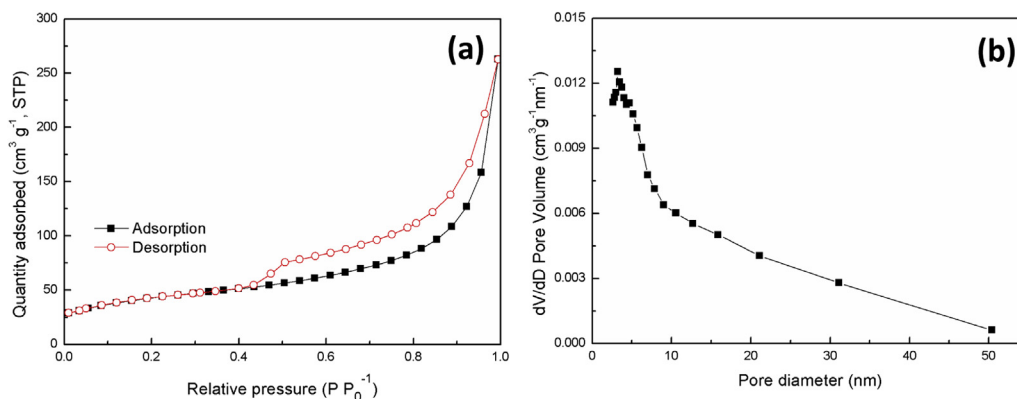 (a)
300
250
200
150
100
50
0
Quantity adsorbed (cm³ g⁻¹, STP)
Adsorption
Desorption
0.0 0.2 0.4 0.6 0.8 1.0
Relative pressure (P P₀⁻¹)
(b)
0.015
0.012
0.009
0.006
0.003
0.000
dV/dD Pore Volume (cm³g⁻¹nm⁻¹)
0 10 20 30 40 50
Pore diameter (nm)